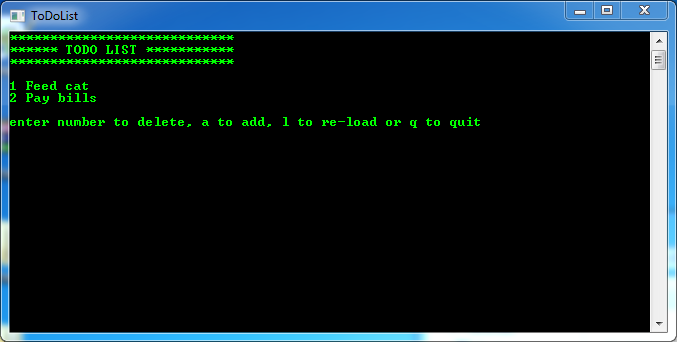 ToDoList
****************************
****** TODO LIST ***********
****************************
1 Feed cat
2 Pay bills
enter number to delete, a to add, l to re-load or q to quit